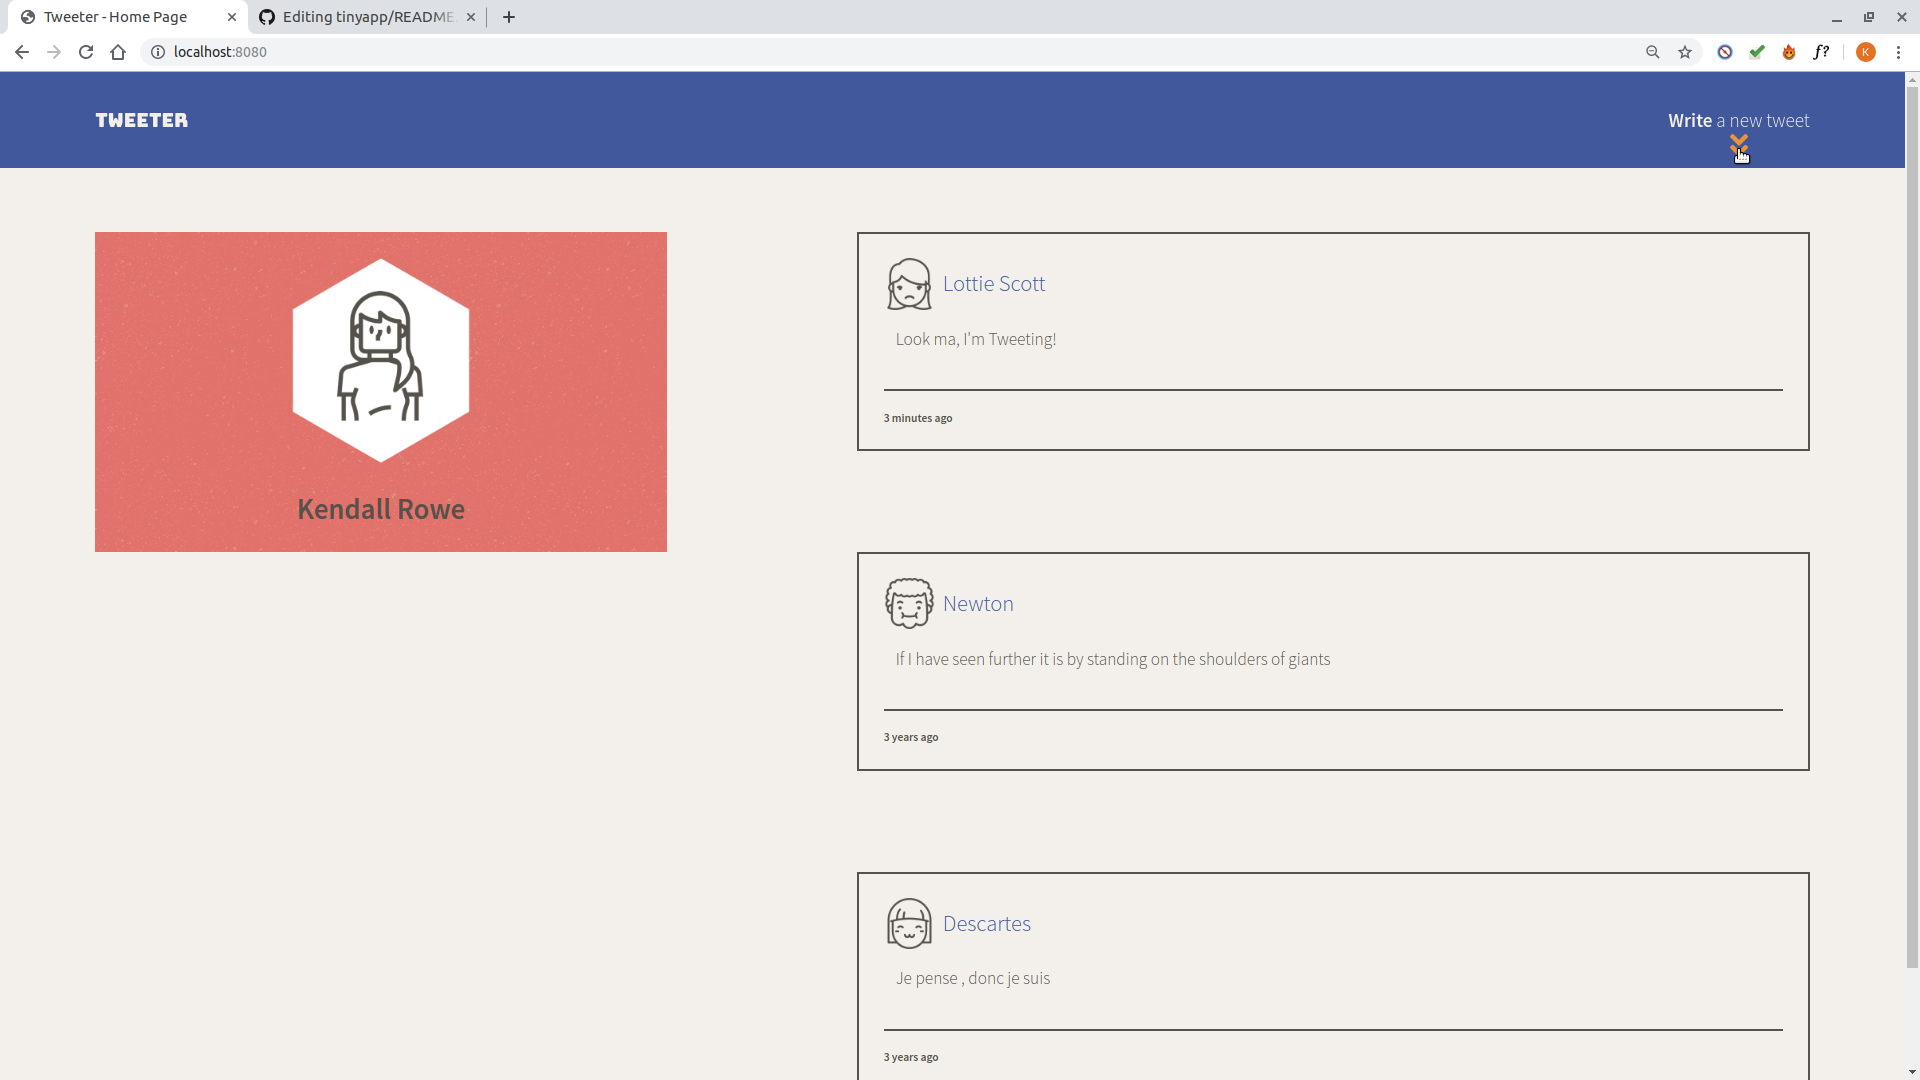 Tweeter - Home Page
Editing tinyapp/README
localhost:8080
f?
K
TWEETER
Write a new tweet
Kendall Rowe
Lottie Scott
Look ma, I'm Tweeting!
3 minutes ago
Newton
If I have seen further it is by standing on the shoulders of giants
3 years ago
Descartes
Je pense , donc je suis
3 years ago